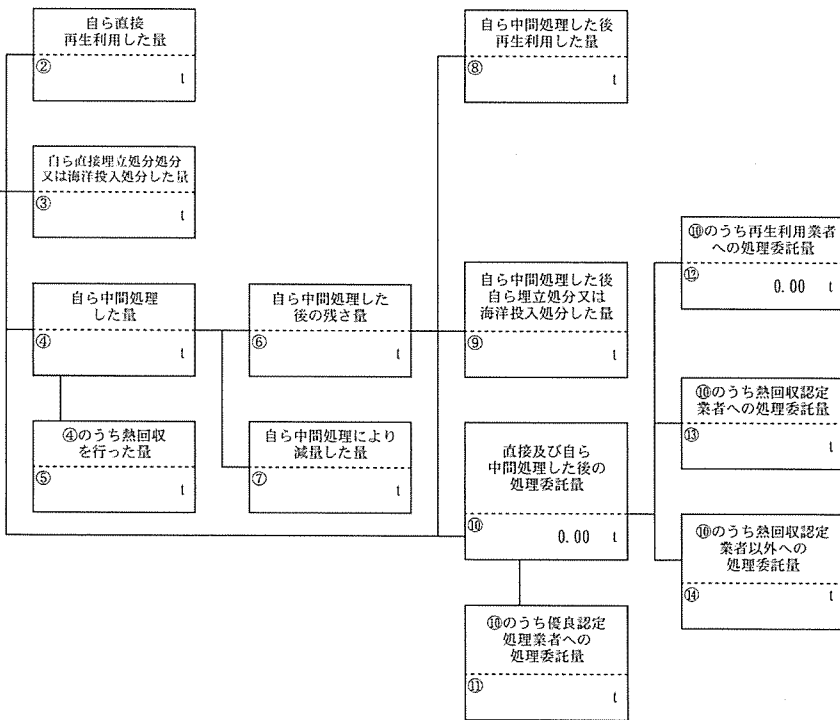 自ら直接
再生利用した量
②
t
自ら直接埋立処分処分
又は海洋投入処分した量
③
t
自ら中間処理
した量
④
t
④のうち熱回収
を行った量
⑤
t
自ら中間処理した
後の残さ量
⑥
t
自ら中間処理により
減量した量
⑦
t
自ら中間処理した後
再生利用した量
⑧
t
自ら中間処理した後
自ら埋立処分又は
海洋投入処分した量
⑨
t
直接及び自ら
中間処理した後の
処理委託量
⑩
0.00 t
⑩のうち優良認定
処理業者への
処理委託量
⑪
t
⑩のうち再生利用業者
への処理委託量
⑫
0.00 t
⑩のうち熱回収認定
業者への処理委託量
⑬
t
⑩のうち熱回収認定
業者以外への
処理委託量
⑭
t